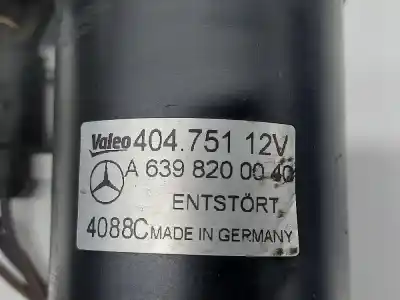 Valeo 404.751 12V
A 639 820 00 40
ENTSTÖRT
4088C MADE IN GERMANY